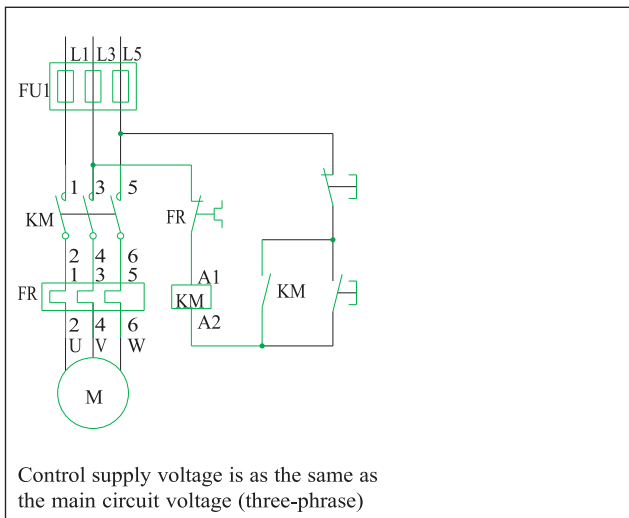 L1 L3 L5
FU1
1 3 5
KM
FR
2 4 6
1 3 5
FR
A1
KM
A2
KM
2 4 6
U V W
M
Control supply voltage is as the same as
the main circuit voltage (three-phrase)